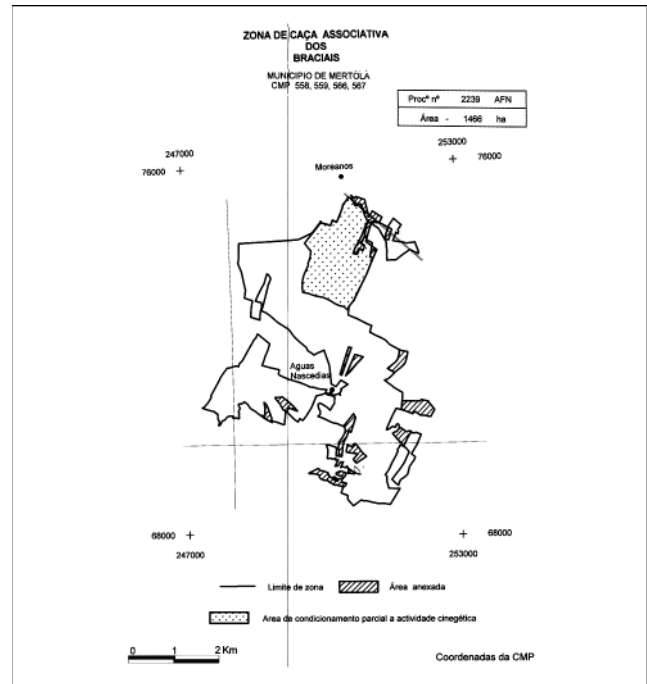 ZONA DE CAÇA ASSOCIATIVA
DOS
BRACIAIS
MUNICIPIO DE MERTOLA
CMP 558, 559, 566, 567
Procº nº 2239 AFN
Área - 1466 ha
247000
76000
253000
76000
Moreanos
Aguas
Nascedias
68000
247000
68000
253000
Limite de zona
Área anexada
Area de condicionamento parcial a actividade cinegética
0 1 2 Km
Coordenadas da CMP